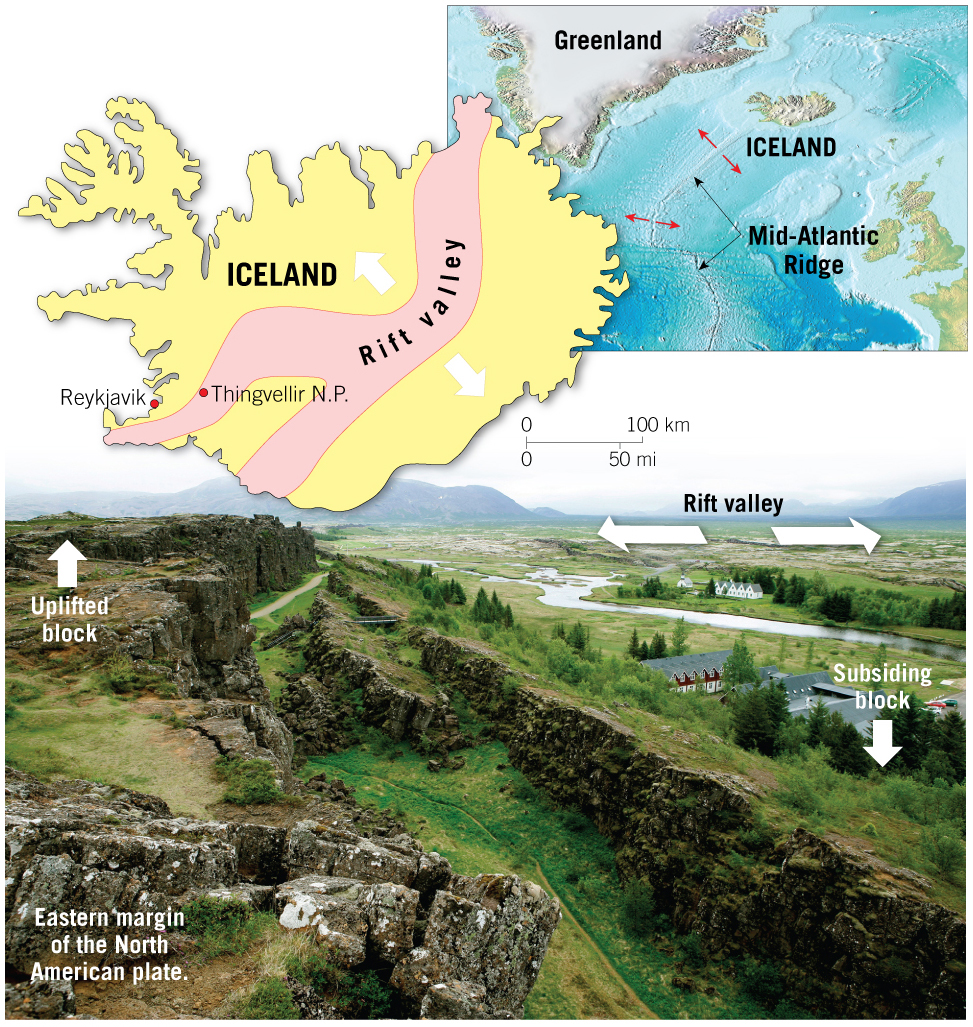 Greenland
ICELAND
Mid-Atlantic
Ridge
ICELAND
Rift valley
Reykjavik
Thingvellir N.P.
0 100 km
0 50 mi
Rift valley
Uplifted
block
Subsiding
block
Eastern margin
of the North
American plate.